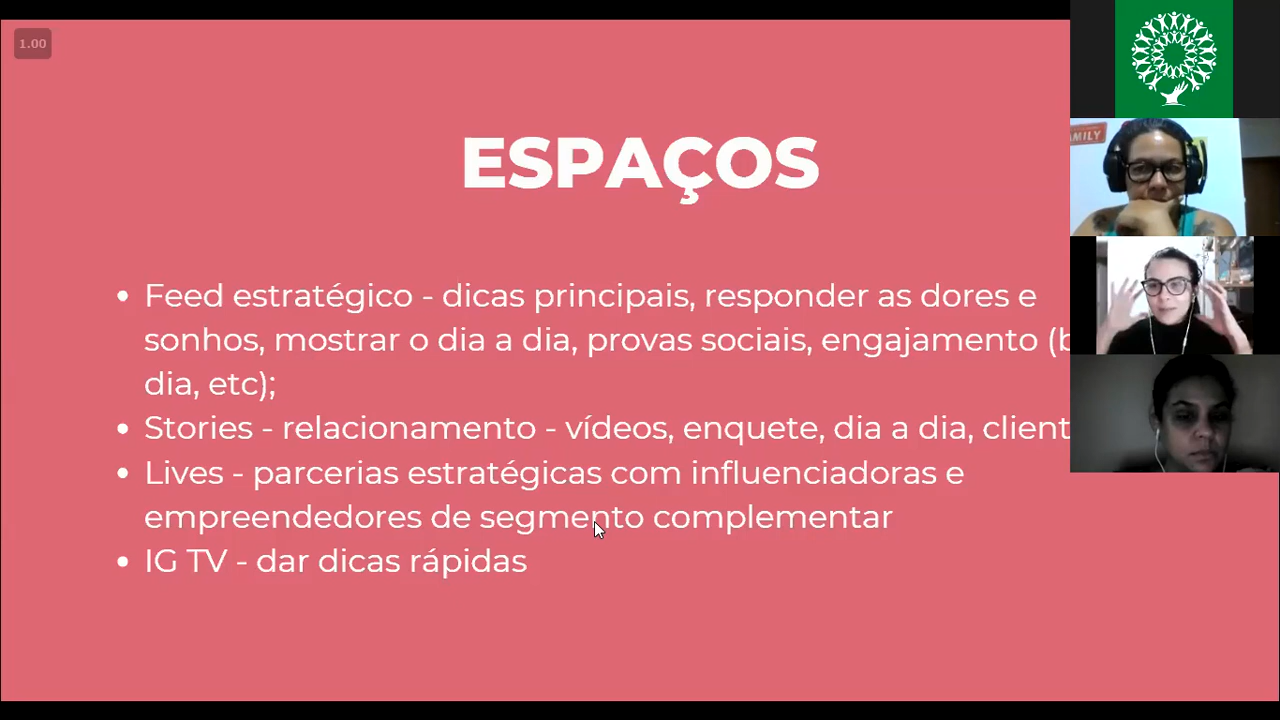 1.00
ESPAÇOS
• Feed estratégico - dicas principais, responder as dores e
sonhos, mostrar o dia a dia, provas sociais, engajamento
dia, etc);
• Stories - relacionamento - vídeos, enquete, dia a dia,
• Lives - parcerias estratégicas com influenciadoras e
empreendedores de segmento complementar
• IG TV - dar dicas rápidas